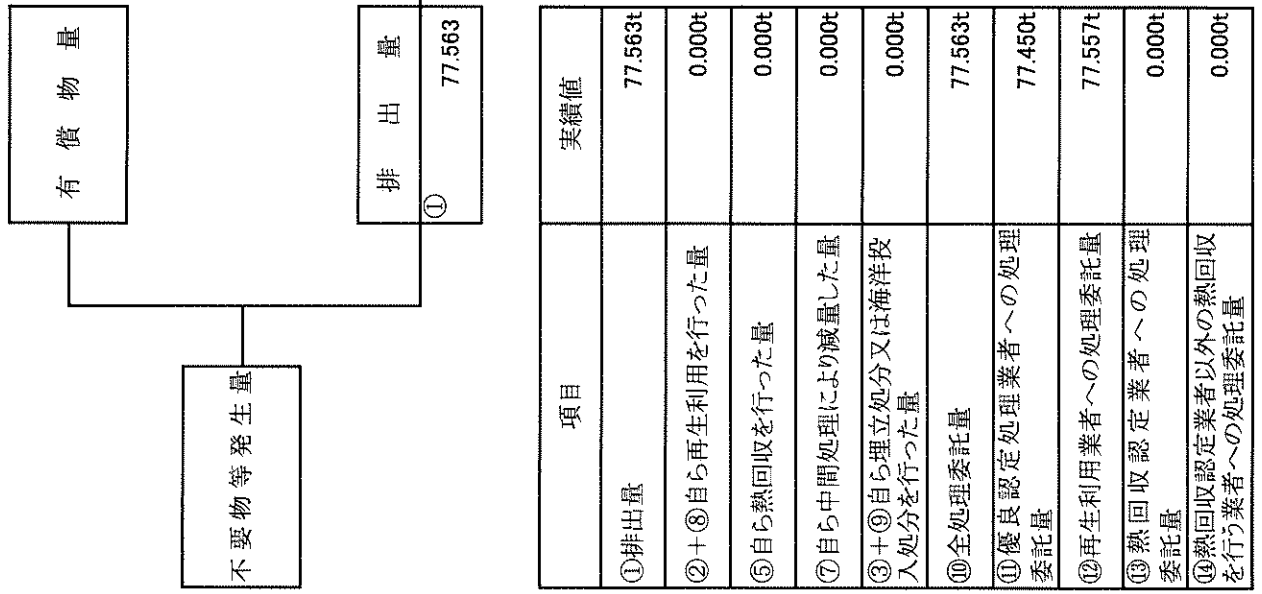 不要物等発生量
有償物量
排出量
①
77.563
項目
実績値
①排出量
77.563t
②+⑧自ら再生利用を行った量
0.000t
⑤自ら熱回収を行った量
0.000t
⑦自ら中間処理により減量した量
0.000t
③+⑨自ら埋立処分又は海洋投
入処分を行った量
0.000t
⑩全処理委託量
77.563t
⑪優良認定処理業者への処理
委託量
77.450t
⑫再生利用業者への処理委託量
77.557t
⑬熱回収認定業者への処理
委託量
0.000t
⑭熱回収認定業者以外の熱回収
を行う業者への処理委託量
0.000t